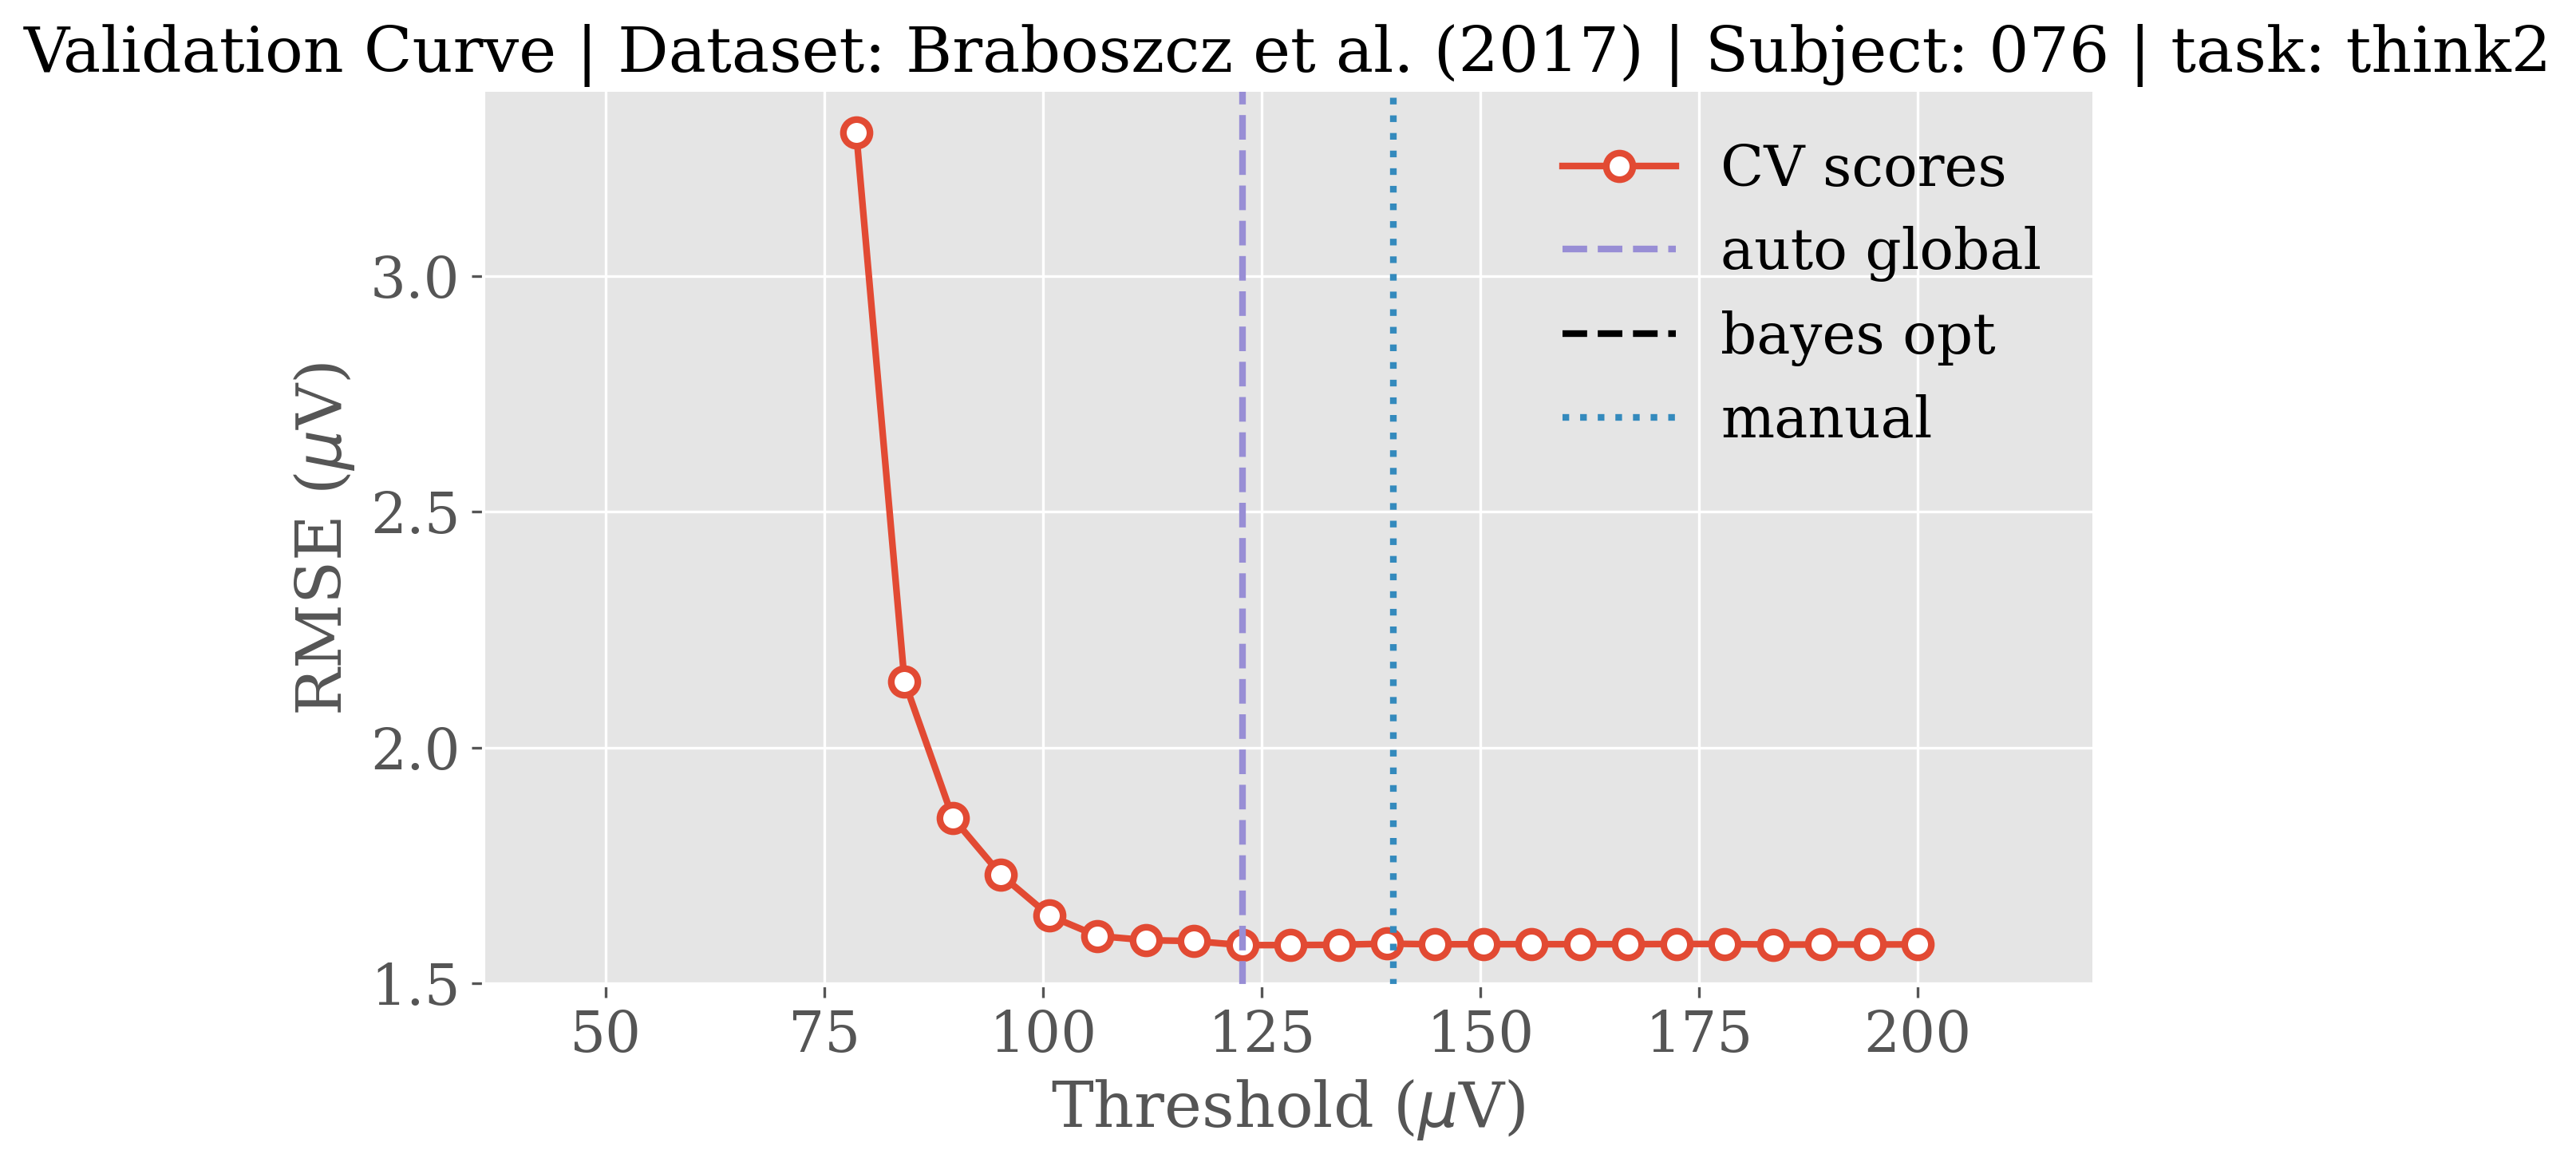 Validation Curve | Dataset: Braboszcz et al. (2017) | Subject: 076 | task: think2
CV scores
auto global
bayes opt
manual
RMSE (μV)
3.0
2.5
2.0
1.5
50 75 100 125 150 175 200
Threshold (μV)